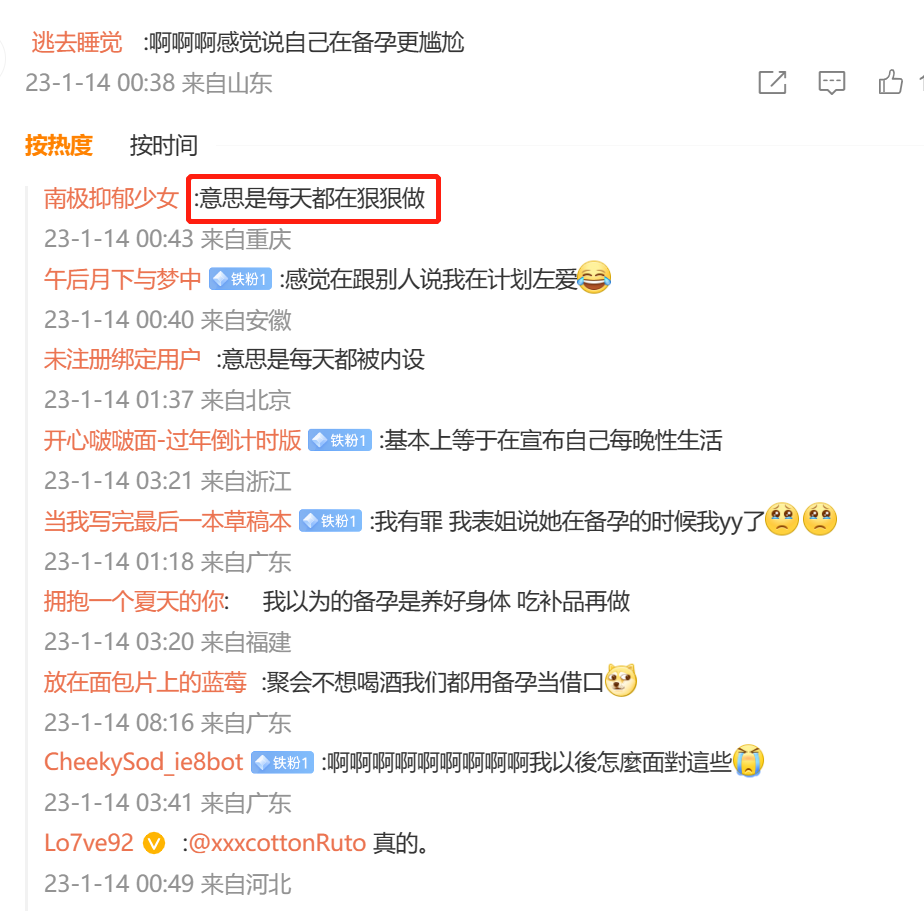 逃去睡觉 :啊啊啊感觉说自己在备孕更尴尬
23-1-14 00:38 来自山东
按热度 按时间
南极抑郁少女 :意思是每天都在狠狠做
23-1-14 00:43 来自重庆
午后月下与梦中 铁粉1 :感觉在跟别人说我在计划左爱😂
23-1-14 00:40 来自安徽
未注册绑定用户 :意思是每天都被内设
23-1-14 01:37 来自北京
开心啵啵面-过年倒计时版 铁粉1 :基本上等于在宣布自己每晚性生活
23-1-14 03:21 来自浙江
当我写完最后一本草稿本 铁粉1 :我有罪 我表姐说她在备孕的时候我yy了🥺🥺
23-1-14 01:18 来自广东
拥抱一个夏天的你: 我以为的备孕是养好身体 吃补品再做
23-1-14 03:20 来自福建
放在面包片上的蓝莓 :聚会不想喝酒我们都用备孕当借口
23-1-14 08:16 来自广东
CheekySod_ie8bot 铁粉1 :啊啊啊啊啊啊啊啊啊我以後怎麼面對這些😭
23-1-14 03:41 来自广东
Lo7ve92 :@xxxcottonRuto 真的。
23-1-14 00:49 来自河北